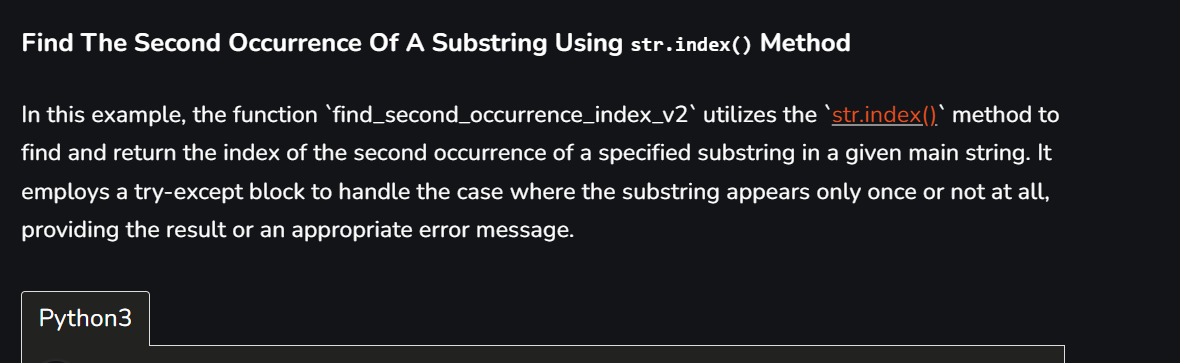 Find The Second Occurrence Of A Substring Using str.index() Method
In this example, the function `find_second_occurrence_index_v2` utilizes the `str.index()` method to
find and return the index of the second occurrence of a specified substring in a given main string. It
employs a try-except block to handle the case where the substring appears only once or not at all,
providing the result or an appropriate error message.
Python3